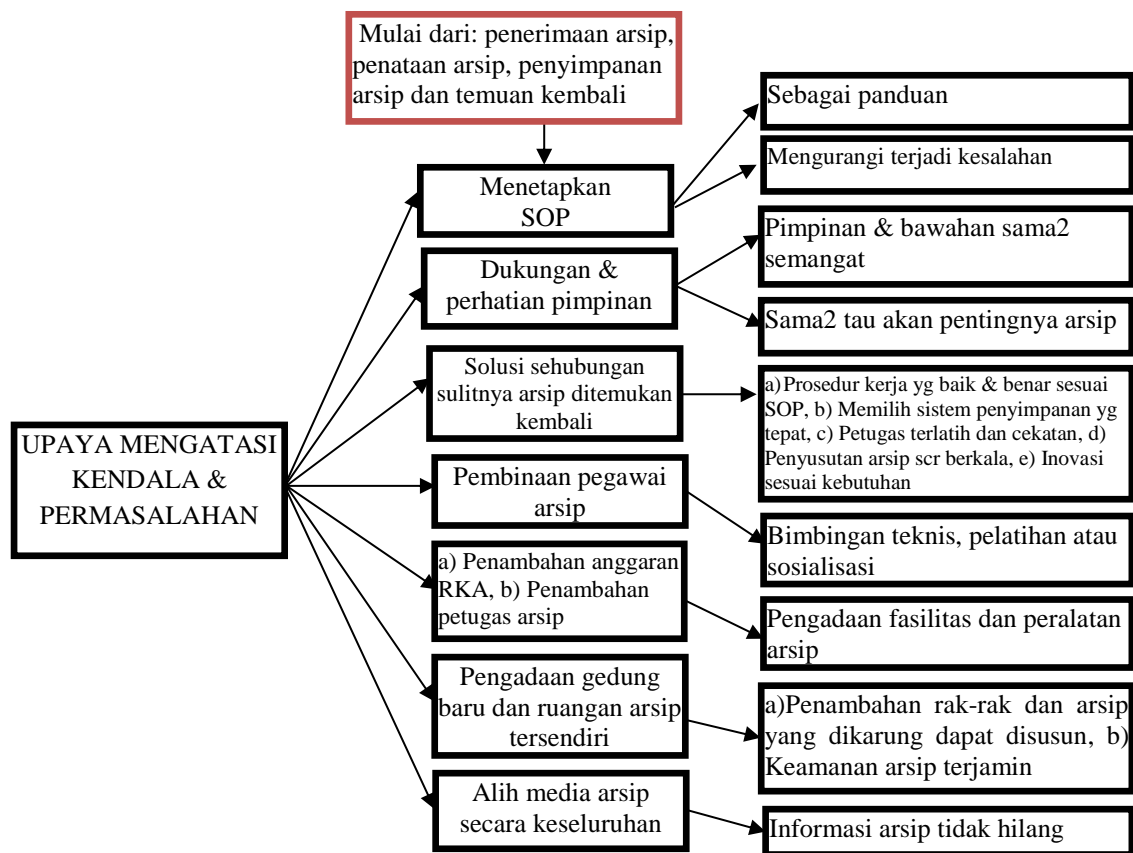 Mulai dari: penerimaan arsip,
penataan arsip, penyimpanan
arsip dan temuan kembali
Menetapkan
SOP
Sebagai panduan
Mengurangi terjadi kesalahan
Dukungan &
perhatian pimpinan
Pimpinan & bawahan sama2
semangat
Sama2 tau akan pentingnya arsip
Solusi sehubungan
sulitnya arsip ditemukan
kembali
a)Prosedur kerja yg baik & benar sesuai
SOP, b) Memilih sistem penyimpanan yg
tepat, c) Petugas terlatih dan cekatan, d)
Penyusutan arsip scr berkala, e) Inovasi
sesuai kebutuhan
UPAYA MENGATASI
KENDALA &
PERMASALAHAN
Pembinaan pegawai
arsip
Bimbingan teknis, pelatihan atau
sosialisasi
a) Penambahan anggaran
RKA, b) Penambahan
petugas arsip
Pengadaan fasilitas dan peralatan
arsip
Pengadaan gedung
baru dan ruangan arsip
tersendiri
a)Penambahan rak-rak dan arsip
yang dikarung dapat disusun, b)
Keamanan arsip terjamin
Alih media arsip
secara keseluruhan
Informasi arsip tidak hilang